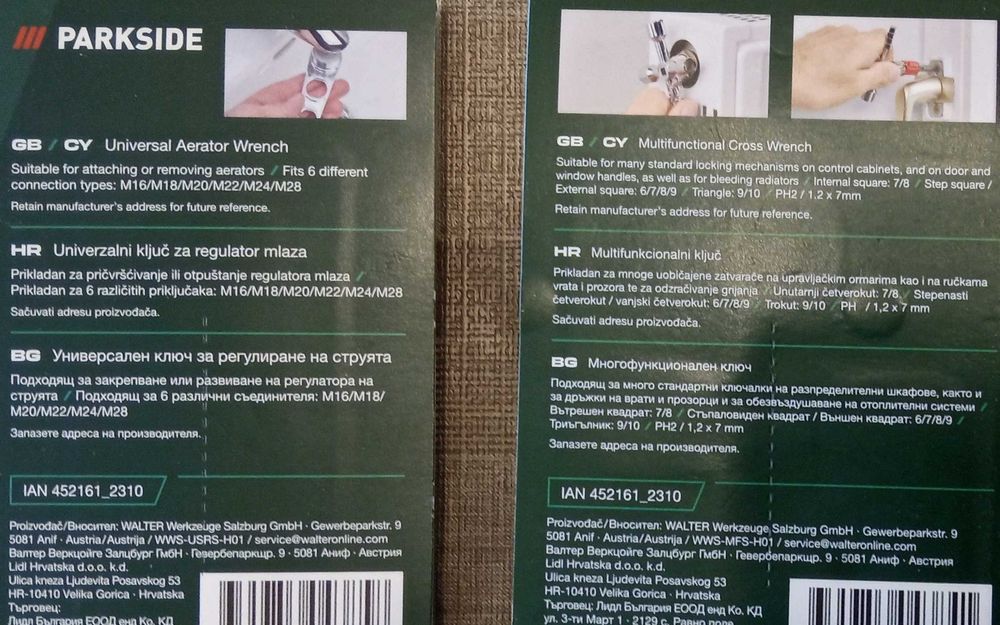 PARKSIDE
GB / CY Universal Aerator Wrench
Suitable for attaching or removing aerators / Fits 6 different
connection types: M16/M18/M20/M22/M24/M28
Retain manufacturer's address for future reference.
HR Univerzalni ključ za regulator mlaza
Prikladan za pričvršćivanje ili otpuštanje regulatora mlaza /
Prikladan za 6 različitih priključaka: M16/M18/M20/M22/M24/M28
Sačuvati adresu proizvođača.
BG Универсален ключ за регулиране на струята
Подходящ за закрепване или развиване на регулатора на
струята / Подходящ за 6 различни съединителя: M16/M18/
M20/M22/M24/M28
Запазете адреса на производителя.
IAN 452161_2310
Proizvođač/Вносител: WALTER Werkzeuge Salzburg GmbH · Gewerbeparkstr. 9
5081 Anif · Austria/Austrija / WWS-USRS-H01 / service@walteronline.com
Валтер Веркцойге Залцбург ГмбН · Гевербепаркщр. 9 · 5081 Аниф · Австрия
Lidl Hrvatska d.o.o. k.d.
Ulica kneza Ljudevita Posavskog 53
HR-10410 Velika Gorica · Hrvatska
Търговец:
Лидл България ЕООД енд Ко. КД
GB / CY Multifunctional Cross Wrench
Suitable for many standard locking mechanisms on control cabinets, and on door and
window handles, as well as for bleeding radiators / Internal square: 7/8 / Step square /
External square: 6/7/8/9 / Triangle: 9/10 / PH2 / 1.2 x 7mm
Retain manufacturer's address for future reference.
HR Multifunkcionalni ključ
Prikladan za mnoge uobičajene zatvarače na upravljačkim ormarima kao i na ručkama
vrata i prozora te za odzračivanje grijanja / Unutarnji četverokut: 7/8 / Stepenasti
četverokut / vanjski četverokut: 6/7/8/9 / Trokut: 9/10 / PH / 1,2 x 7 mm
Sačuvati adresu proizvođača.
BG Многофункционален ключ
Подходящ за много стандартни ключалки на разпределителни шкафове, както и
за дръжки на врати и прозорци и за обезвъздушаване на отоплителни системи /
Вътрешен квадрат: 7/8 / Стъпаловиден квадрат / Външен квадрат: 6/7/8/9 /
Триъгълник: 9/10 / PH2 / 1,2 x 7 mm
Запазете адреса на производителя.
IAN 452161_2310
Proizvođač/Вносител: WALTER Werkzeuge Salzburg GmbH · Gewerbeparkstr. 9
5081 Anif · Austria/Austrija / WWS-MFS-H01 / service@walteronline.com
Валтер Веркцойге Залцбург ГмбН · Гевербепаркщр. 9 · 5081 Аниф · Австрия
Lidl Hrvatska d.o.o. k.d.
Ulica kneza Ljudevita Posavskog 53
HR-10410 Velika Gorica · Hrvatska
Търговец: Лидл България ЕООД енд Ко. КД
ул. 3-ти Март 1 · 2129 с. Равно поле